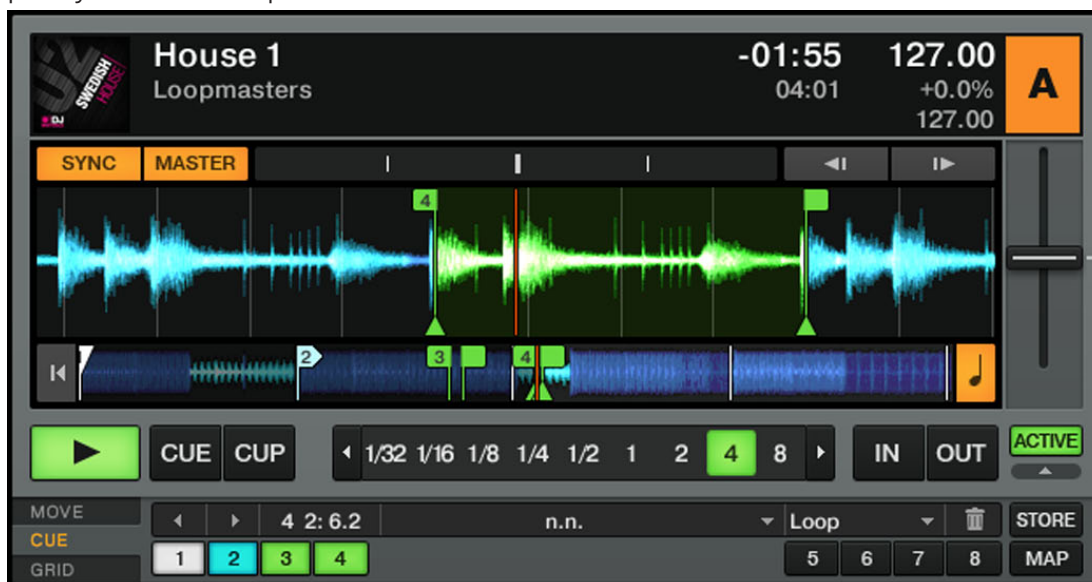 House 1
-01:55
127.00
A
Loopmasters
04:01
+0.0%
127.00
SWEDISH
HOUSE
DJ
SYNC
MASTER
4
2
3
4
CUE
CUP
1/32 1/16 1/8 1/4 1/2 1 2 4 8
IN
OUT
ACTIVE
MOVE
CUE
GRID
4 2: 6.2
n.n.
Loop
STORE
1 2 3 4
5 6 7 8
MAP